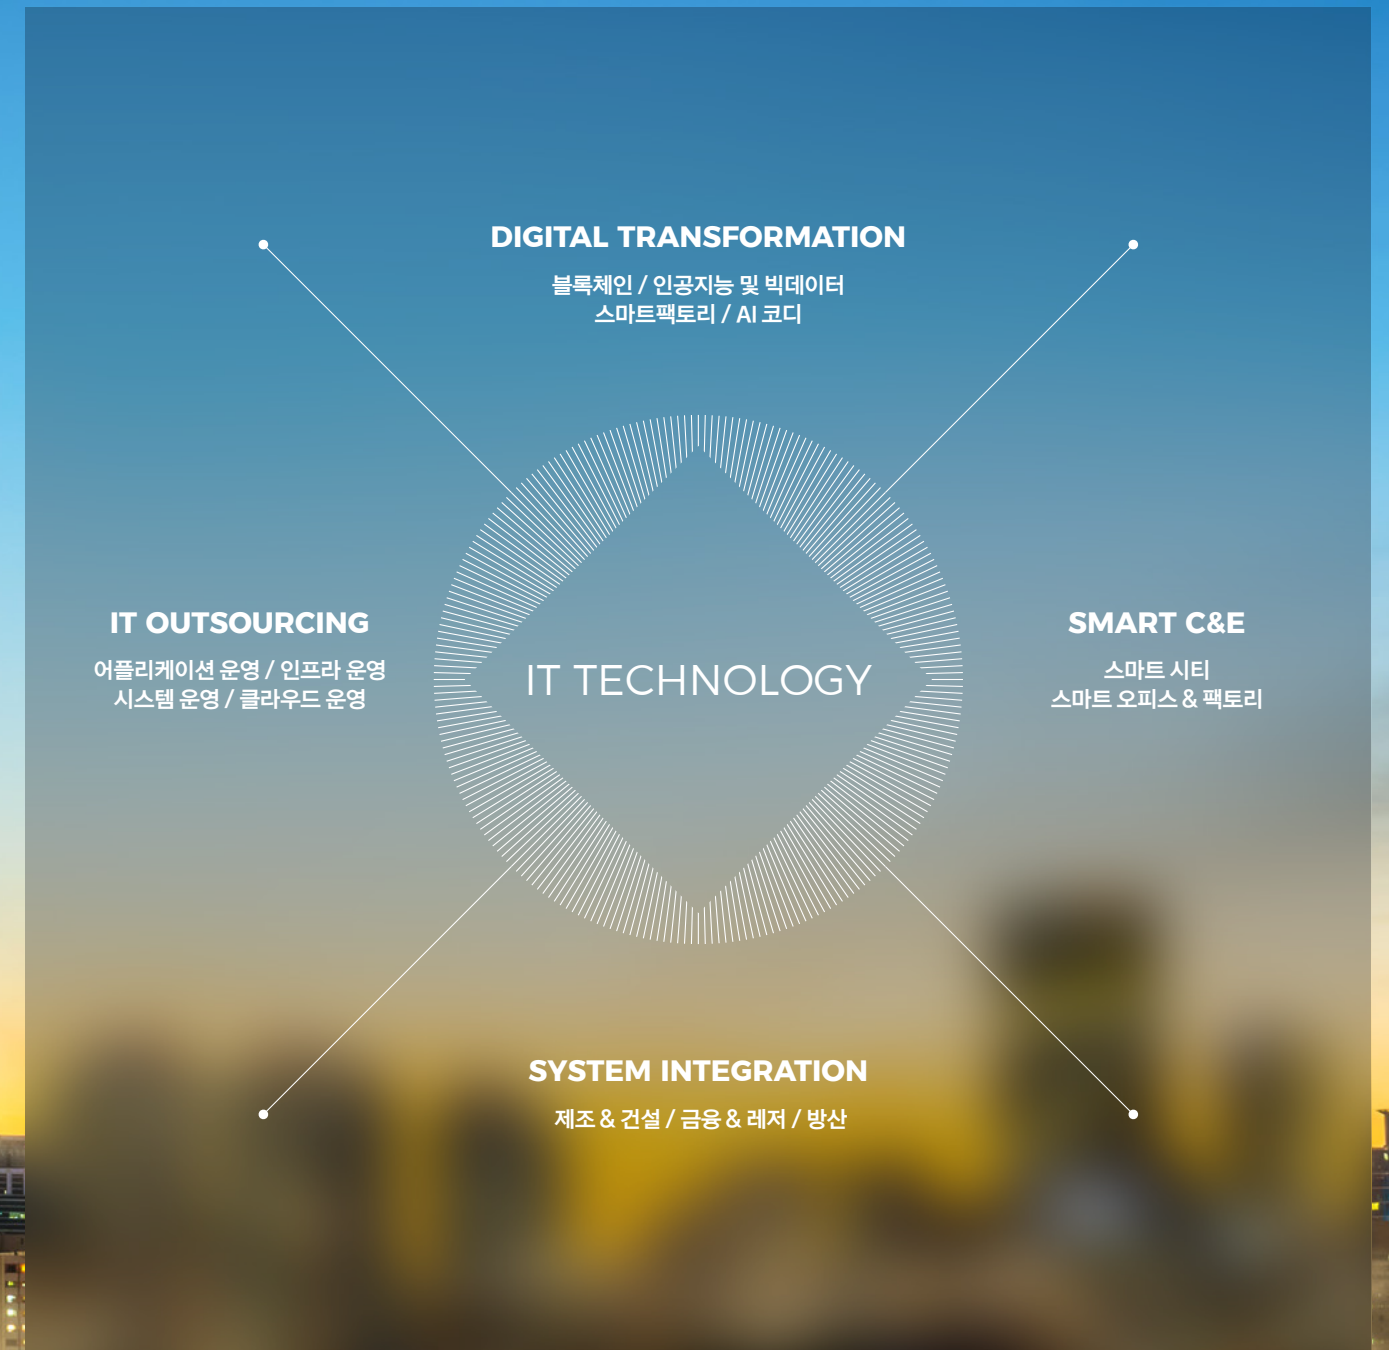 DIGITAL TRANSFORMATION
블록체인 / 인공지능 및 빅데이터
스마트팩토리 / AI 코디
IT OUTSOURCING
어플리케이션 운영 / 인프라 운영
시스템 운영 / 클라우드 운영
IT TECHNOLOGY
SMART C&E
스마트 시티
스마트 오피스 & 팩토리
SYSTEM INTEGRATION
제조 & 건설 / 금융 & 레저 / 방산